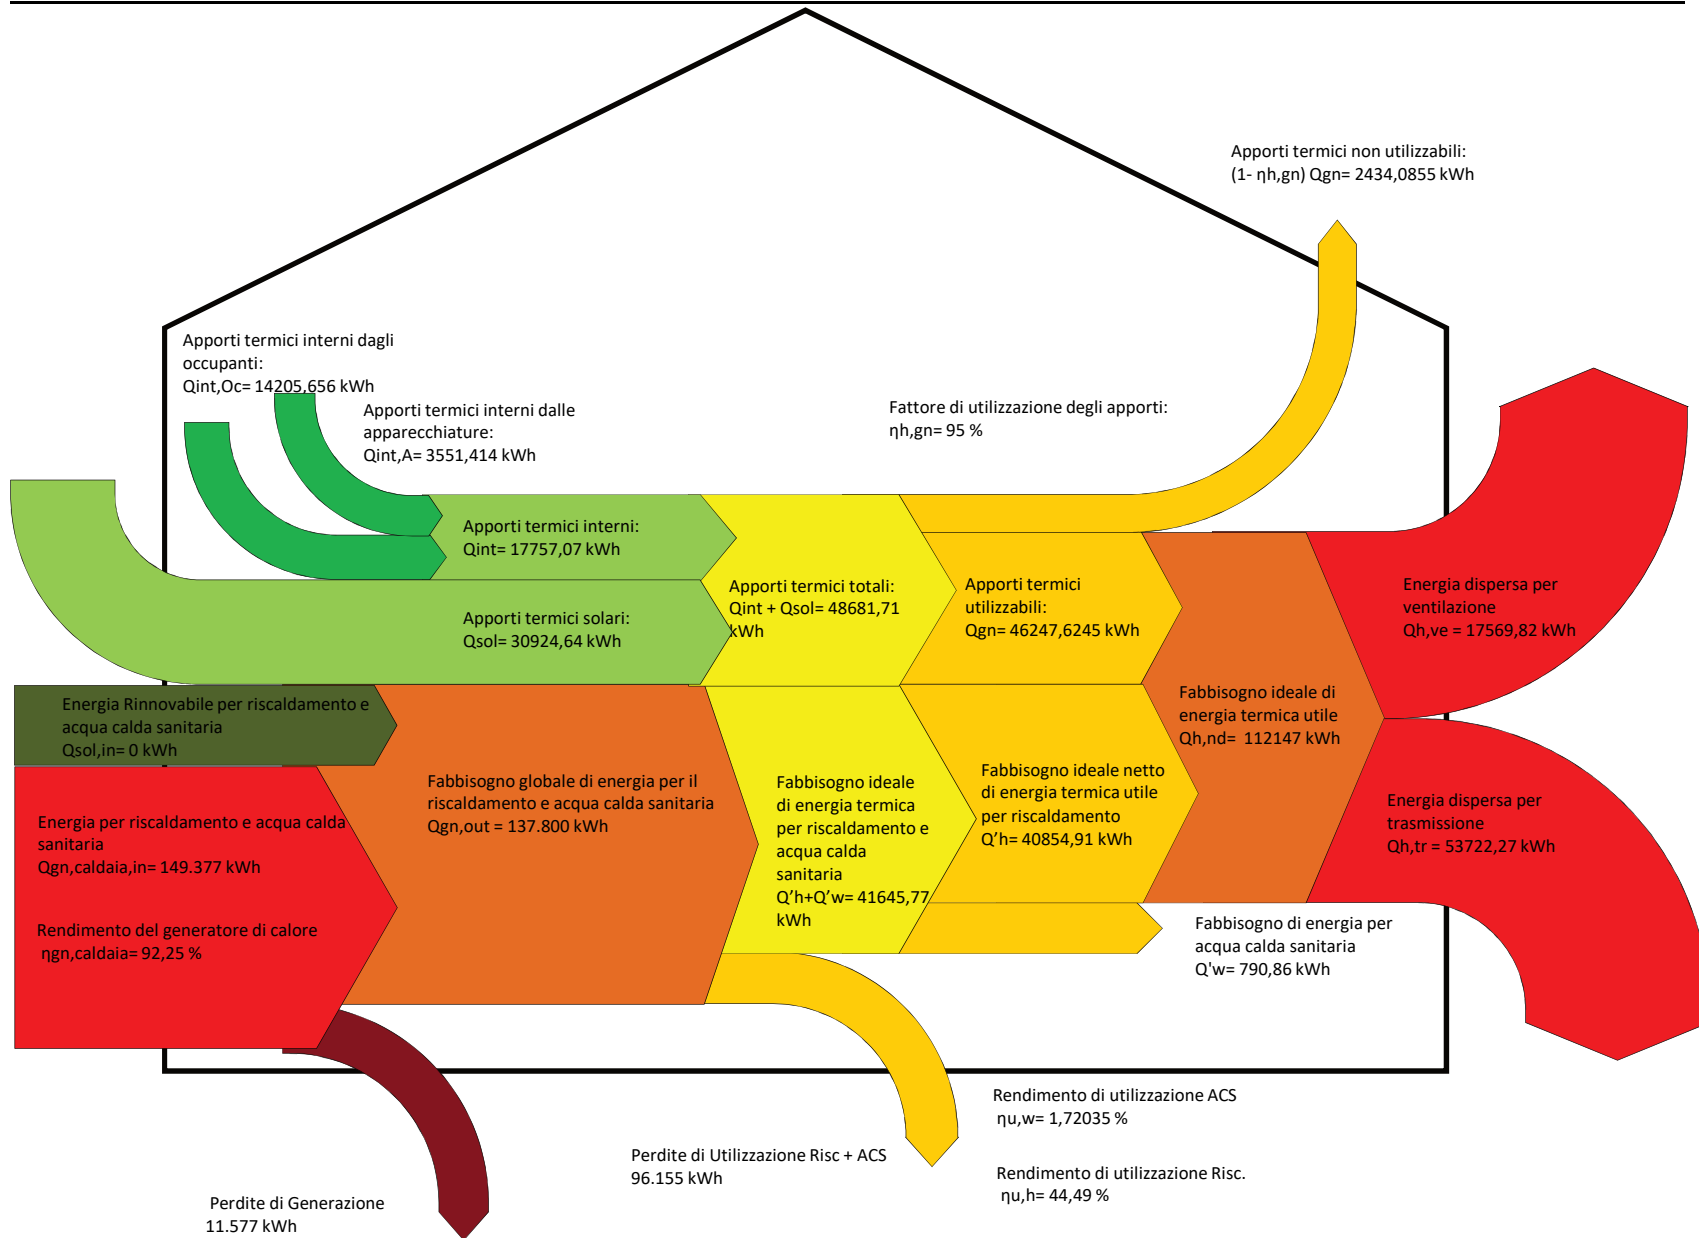 Apporti termici non utilizzabili:
(1- ηh,gn) Qgn= 2434,0855 kWh
Apporti termici interni dagli
occupanti:
Qint,Oc= 14205,656 kWh
Apporti termici interni dalle
apparecchiature:
Qint,A= 3551,414 kWh
Fattore di utilizzazione degli apporti:
ηh,gn= 95 %
Apporti termici interni:
Qint= 17757,07 kWh
Apporti termici solari:
Qsol= 30924,64 kWh
Apporti termici totali:
Qint + Qsol= 48681,71
kWh
Apporti termici
utilizzabili:
Qgn= 46247,6245 kWh
Energia dispersa per
ventilazione
Qh,ve = 17569,82 kWh
Energia Rinnovabile per riscaldamento e
acqua calda sanitaria
Qsol,in= 0 kWh
Fabbisogno ideale di
energia termica utile
Qh,nd=  112147 kWh
Energia per riscaldamento e acqua calda
sanitaria
Qgn,caldaia,in= 149.377 kWh
Rendimento del generatore di calore
ηgn,caldaia= 92,25 %
Fabbisogno globale di energia per il
riscaldamento e acqua calda sanitaria
Qgn,out = 137.800 kWh
Fabbisogno ideale
di energia termica
per riscaldamento e
acqua calda
sanitaria
Q’h+Q’w= 41645,77
kWh
Fabbisogno ideale netto
di energia termica utile
per riscaldamento
Q’h= 40854,91 kWh
Energia dispersa per
trasmissione
Qh,tr = 53722,27 kWh
Fabbisogno di energia per
acqua calda sanitaria
Q'w= 790,86 kWh
Rendimento di utilizzazione ACS
ηu,w= 1,72035 %
Perdite di Utilizzazione Risc + ACS
96.155 kWh
Rendimento di utilizzazione Risc.
ηu,h= 44,49 %
Perdite di Generazione
11.577 kWh